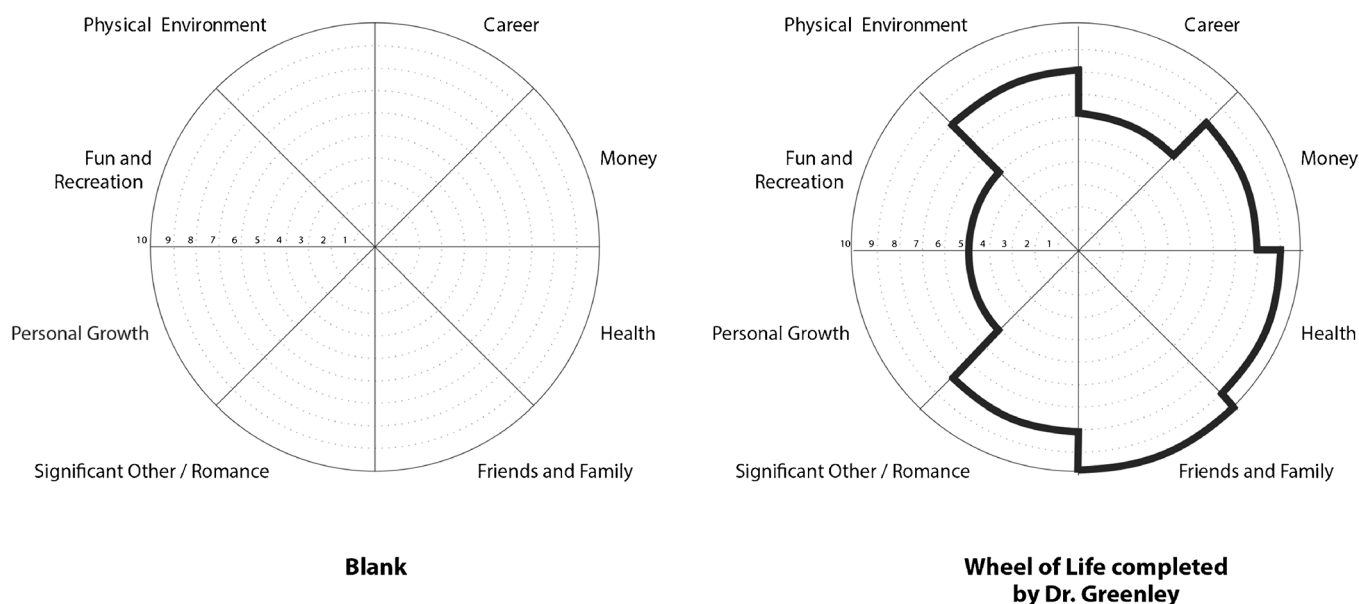 Physical Environment
Career
Fun and
Recreation
Money
10 9 8 7 6 5 4 3 2 1
Personal Growth
Health
Significant Other / Romance
Friends and Family
Blank
Physical Environment
Career
Fun and
Recreation
Money
10 9 8 7 6 5 4 3 2 1
Personal Growth
Health
Significant Other / Romance
Friends and Family
Wheel of Life completed
by Dr. Greenley